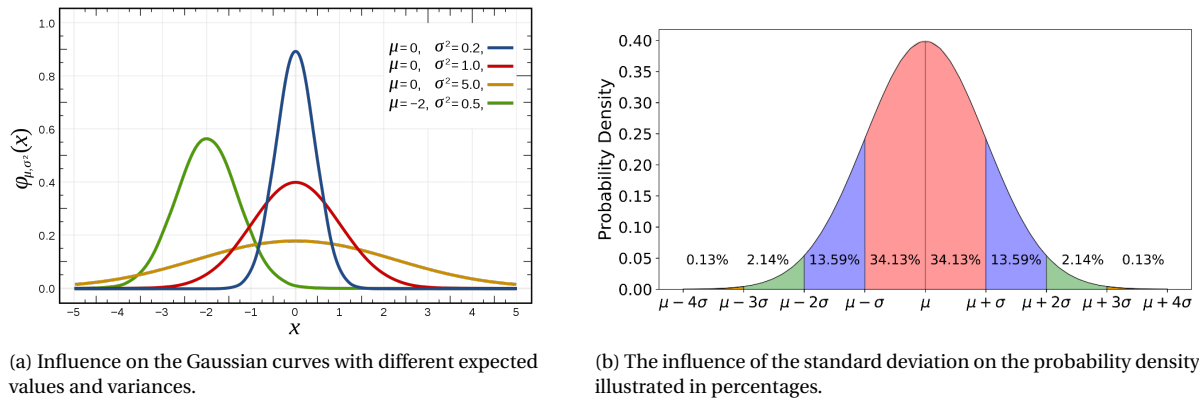 1.0
0.8
0.6
0.4
0.2
0.0
φμ,σ²(x)
μ=0, σ²=0.2,
μ=0, σ²=1.0,
μ=0, σ²=5.0,
μ=−2, σ²=0.5,
−5 −4 −3 −2 −1 0 1 2 3 4 5
x
(a) Influence on the Gaussian curves with different expected
values and variances.
0.40
0.35
0.30
0.25
0.20
0.15
0.10
0.05
0.00
Probability Density
0.13% 2.14% 13.59% 34.13% 34.13% 13.59% 2.14% 0.13%
μ−4σ μ−3σ μ−2σ μ−σ μ μ+σ μ+2σ μ+3σ μ+4σ
(b) The influence of the standard deviation on the probability density
illustrated in percentages.